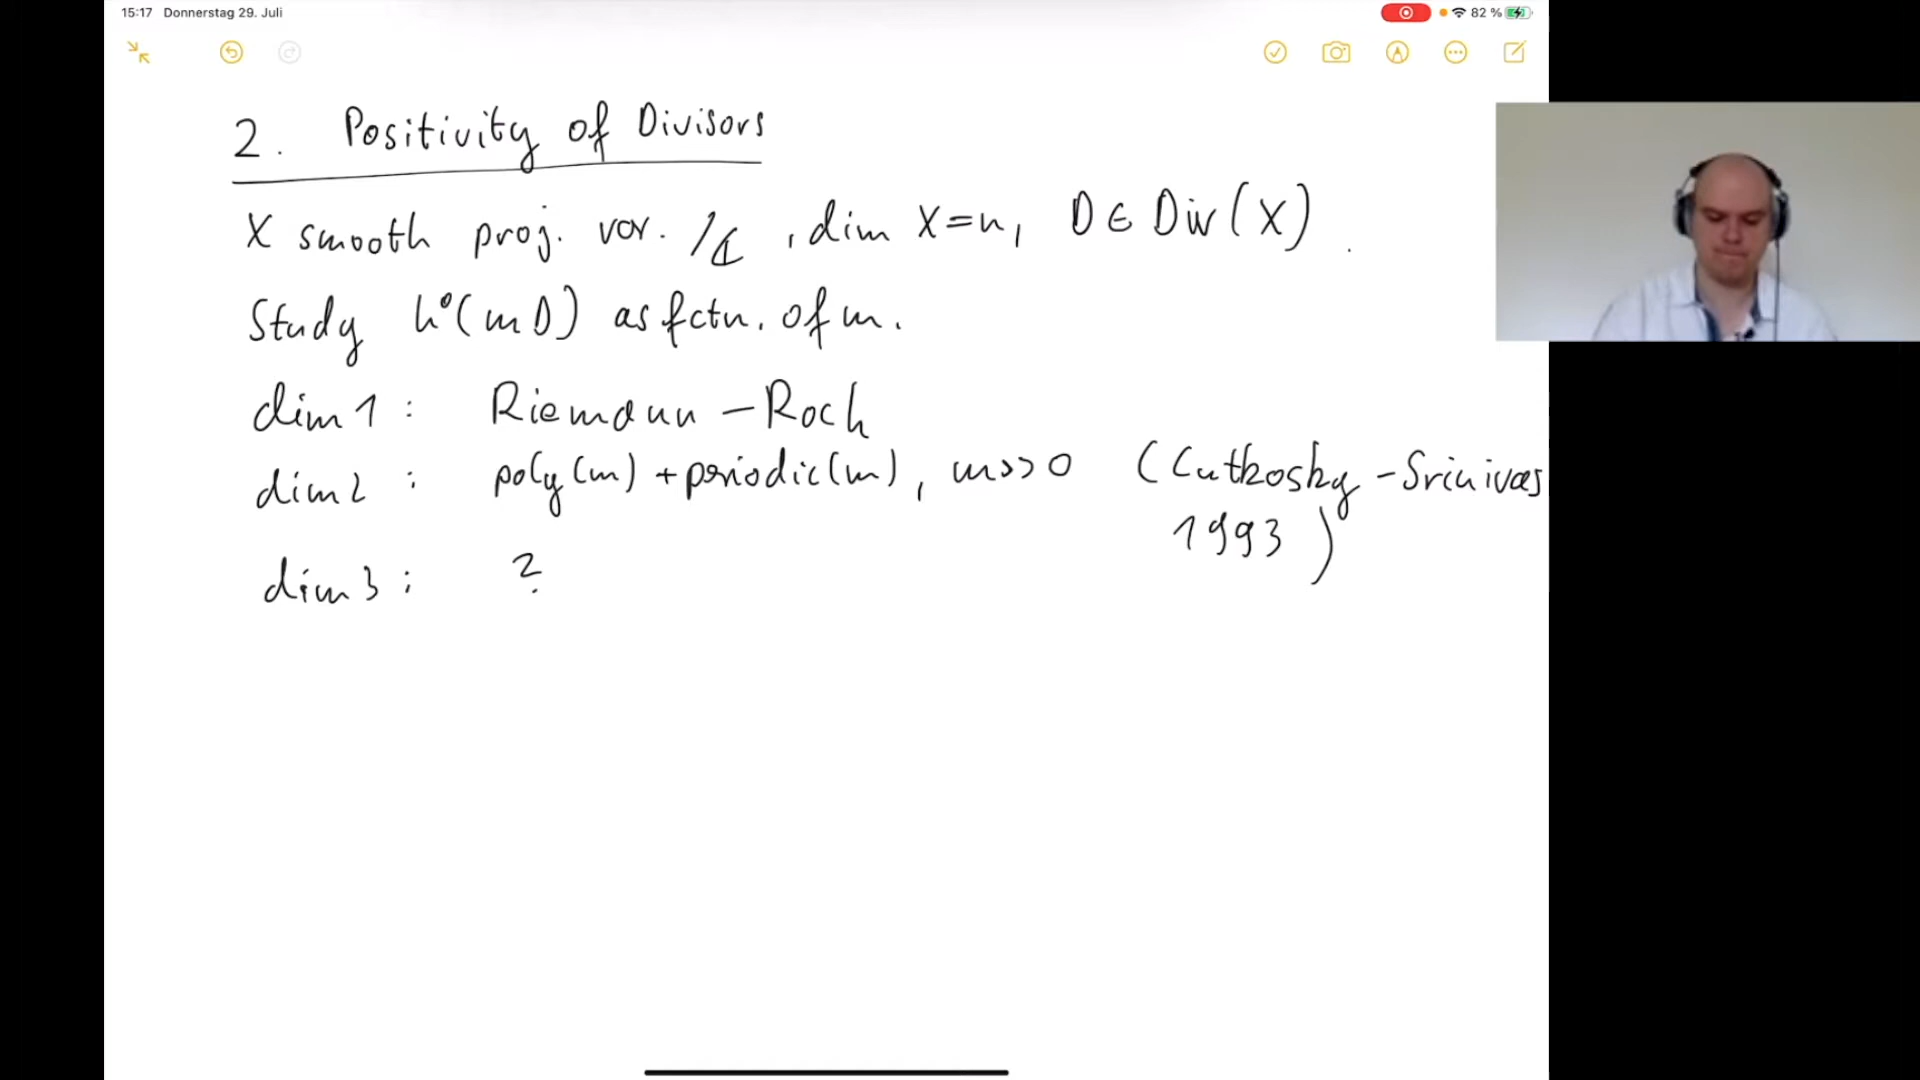 15:17 Donnerstag 29. Juli
82 %
2. Positivity of Divisors
X smooth proj. var. /ℂ, dim X=n, D∈Div(X).
Study h⁰(mD) as fctn. of m.
dim 1: Riemann-Roch
dim 2: poly(m)+periodic(m), m>>0 (Cutkosky-Srinivas
1993)
dim 3: ?